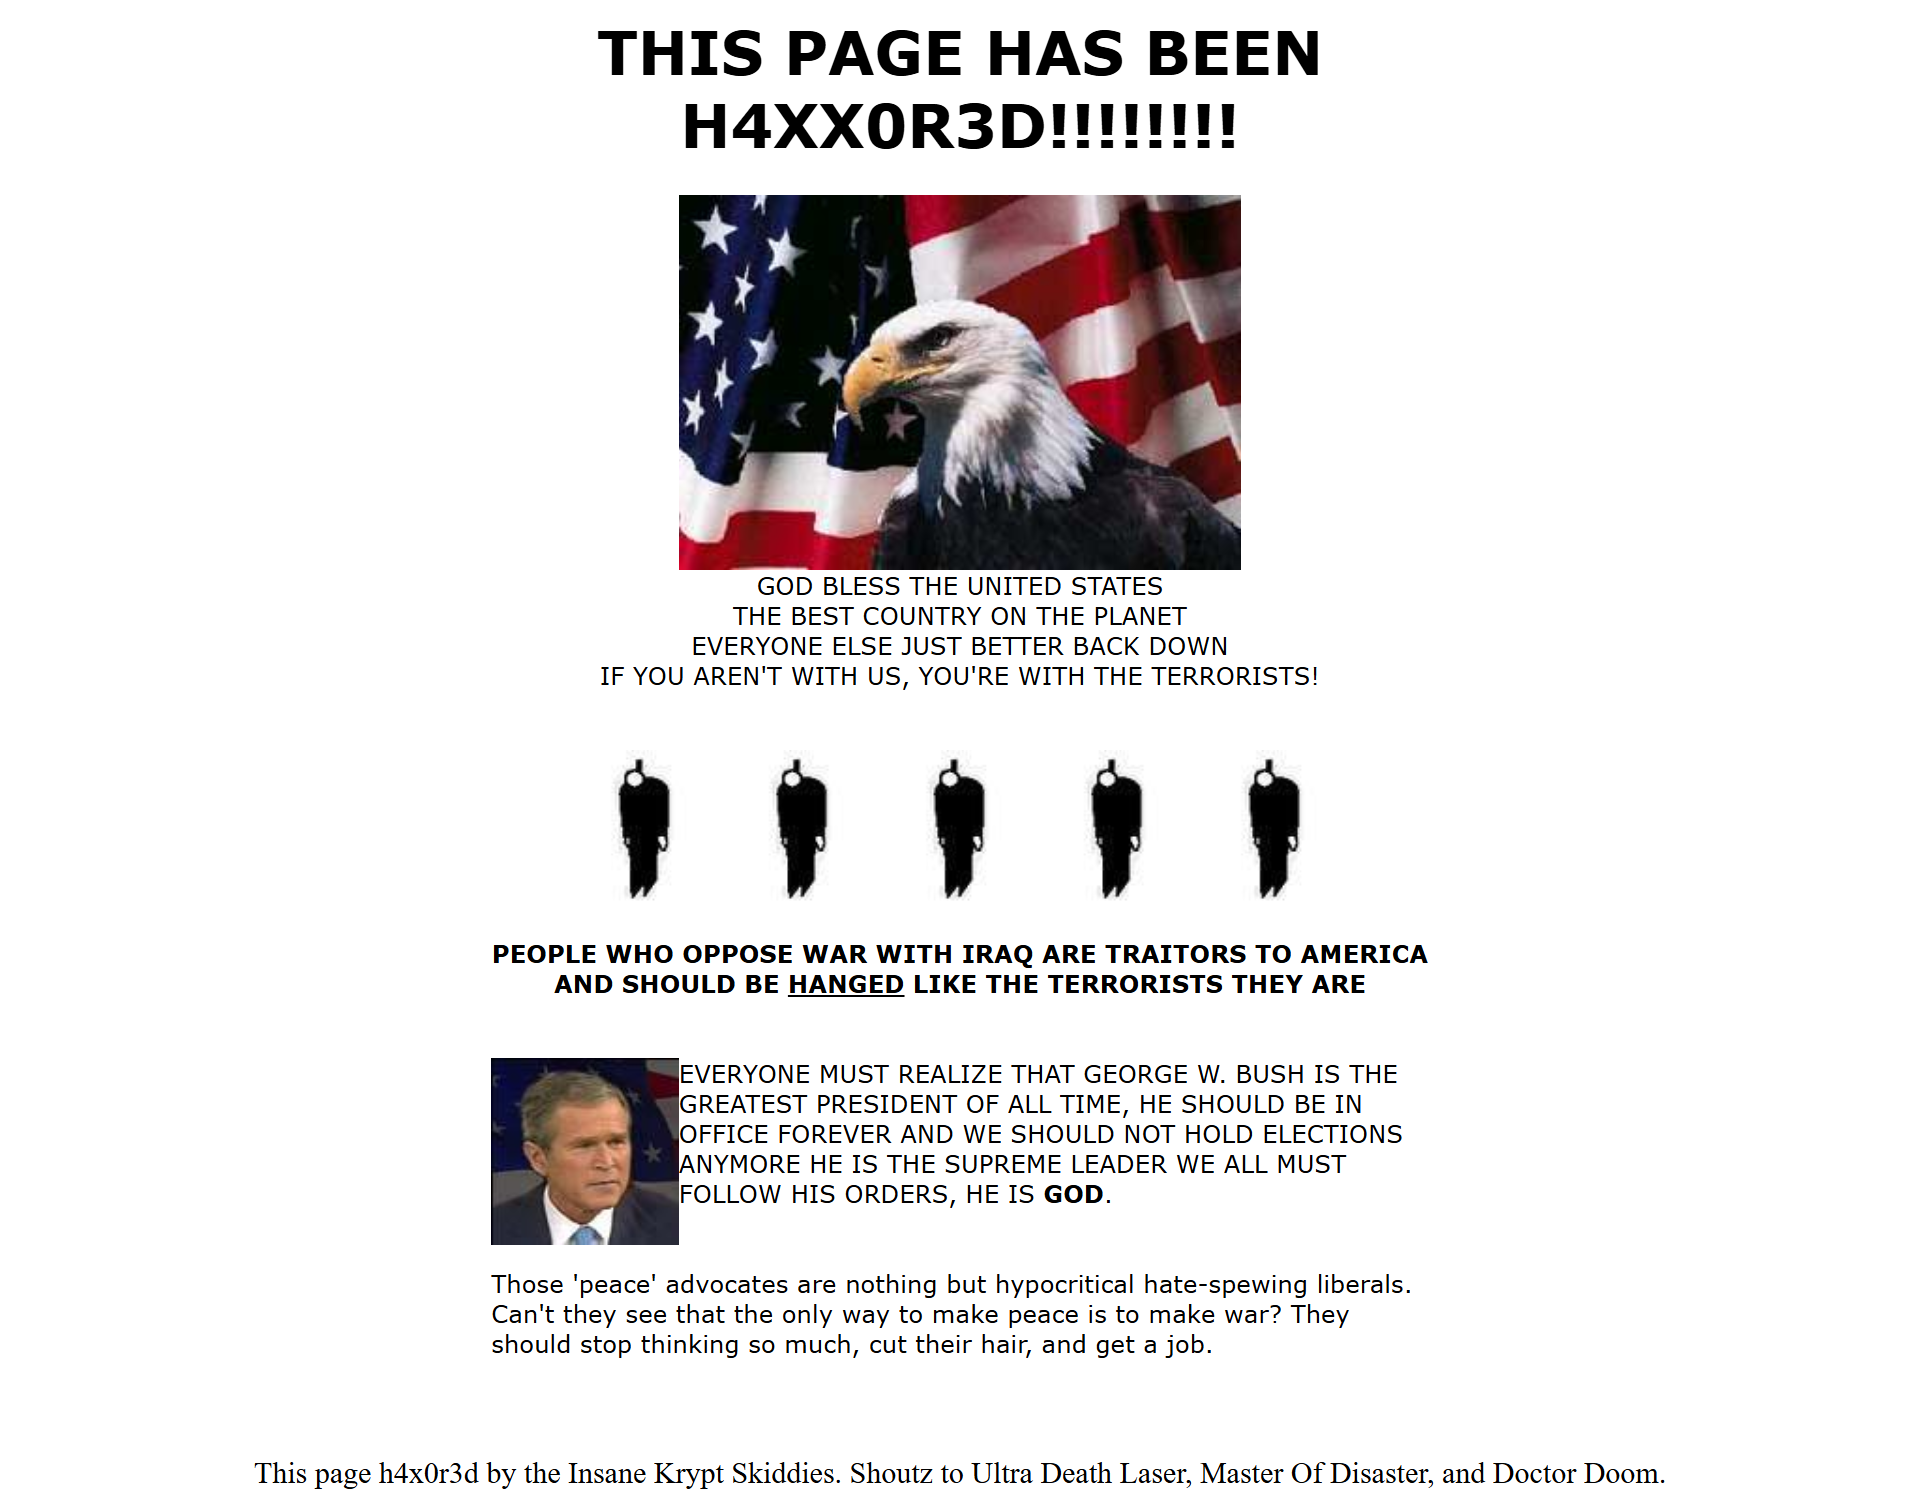 THIS PAGE HAS BEEN
H4XX0R3D!!!!!!!!
GOD BLESS THE UNITED STATES
THE BEST COUNTRY ON THE PLANET
EVERYONE ELSE JUST BETTER BACK DOWN
IF YOU AREN'T WITH US, YOU'RE WITH THE TERRORISTS!
PEOPLE WHO OPPOSE WAR WITH IRAQ ARE TRAITORS TO AMERICA
AND SHOULD BE HANGED LIKE THE TERRORISTS THEY ARE
EVERYONE MUST REALIZE THAT GEORGE W. BUSH IS THE
GREATEST PRESIDENT OF ALL TIME, HE SHOULD BE IN
OFFICE FOREVER AND WE SHOULD NOT HOLD ELECTIONS
ANYMORE HE IS THE SUPREME LEADER WE ALL MUST
FOLLOW HIS ORDERS, HE IS GOD.
Those 'peace' advocates are nothing but hypocritical hate-spewing liberals.
Can't they see that the only way to make peace is to make war? They
should stop thinking so much, cut their hair, and get a job.
This page h4x0r3d by the Insane Krypt Skiddies. Shoutz to Ultra Death Laser, Master Of Disaster, and Doctor Doom.